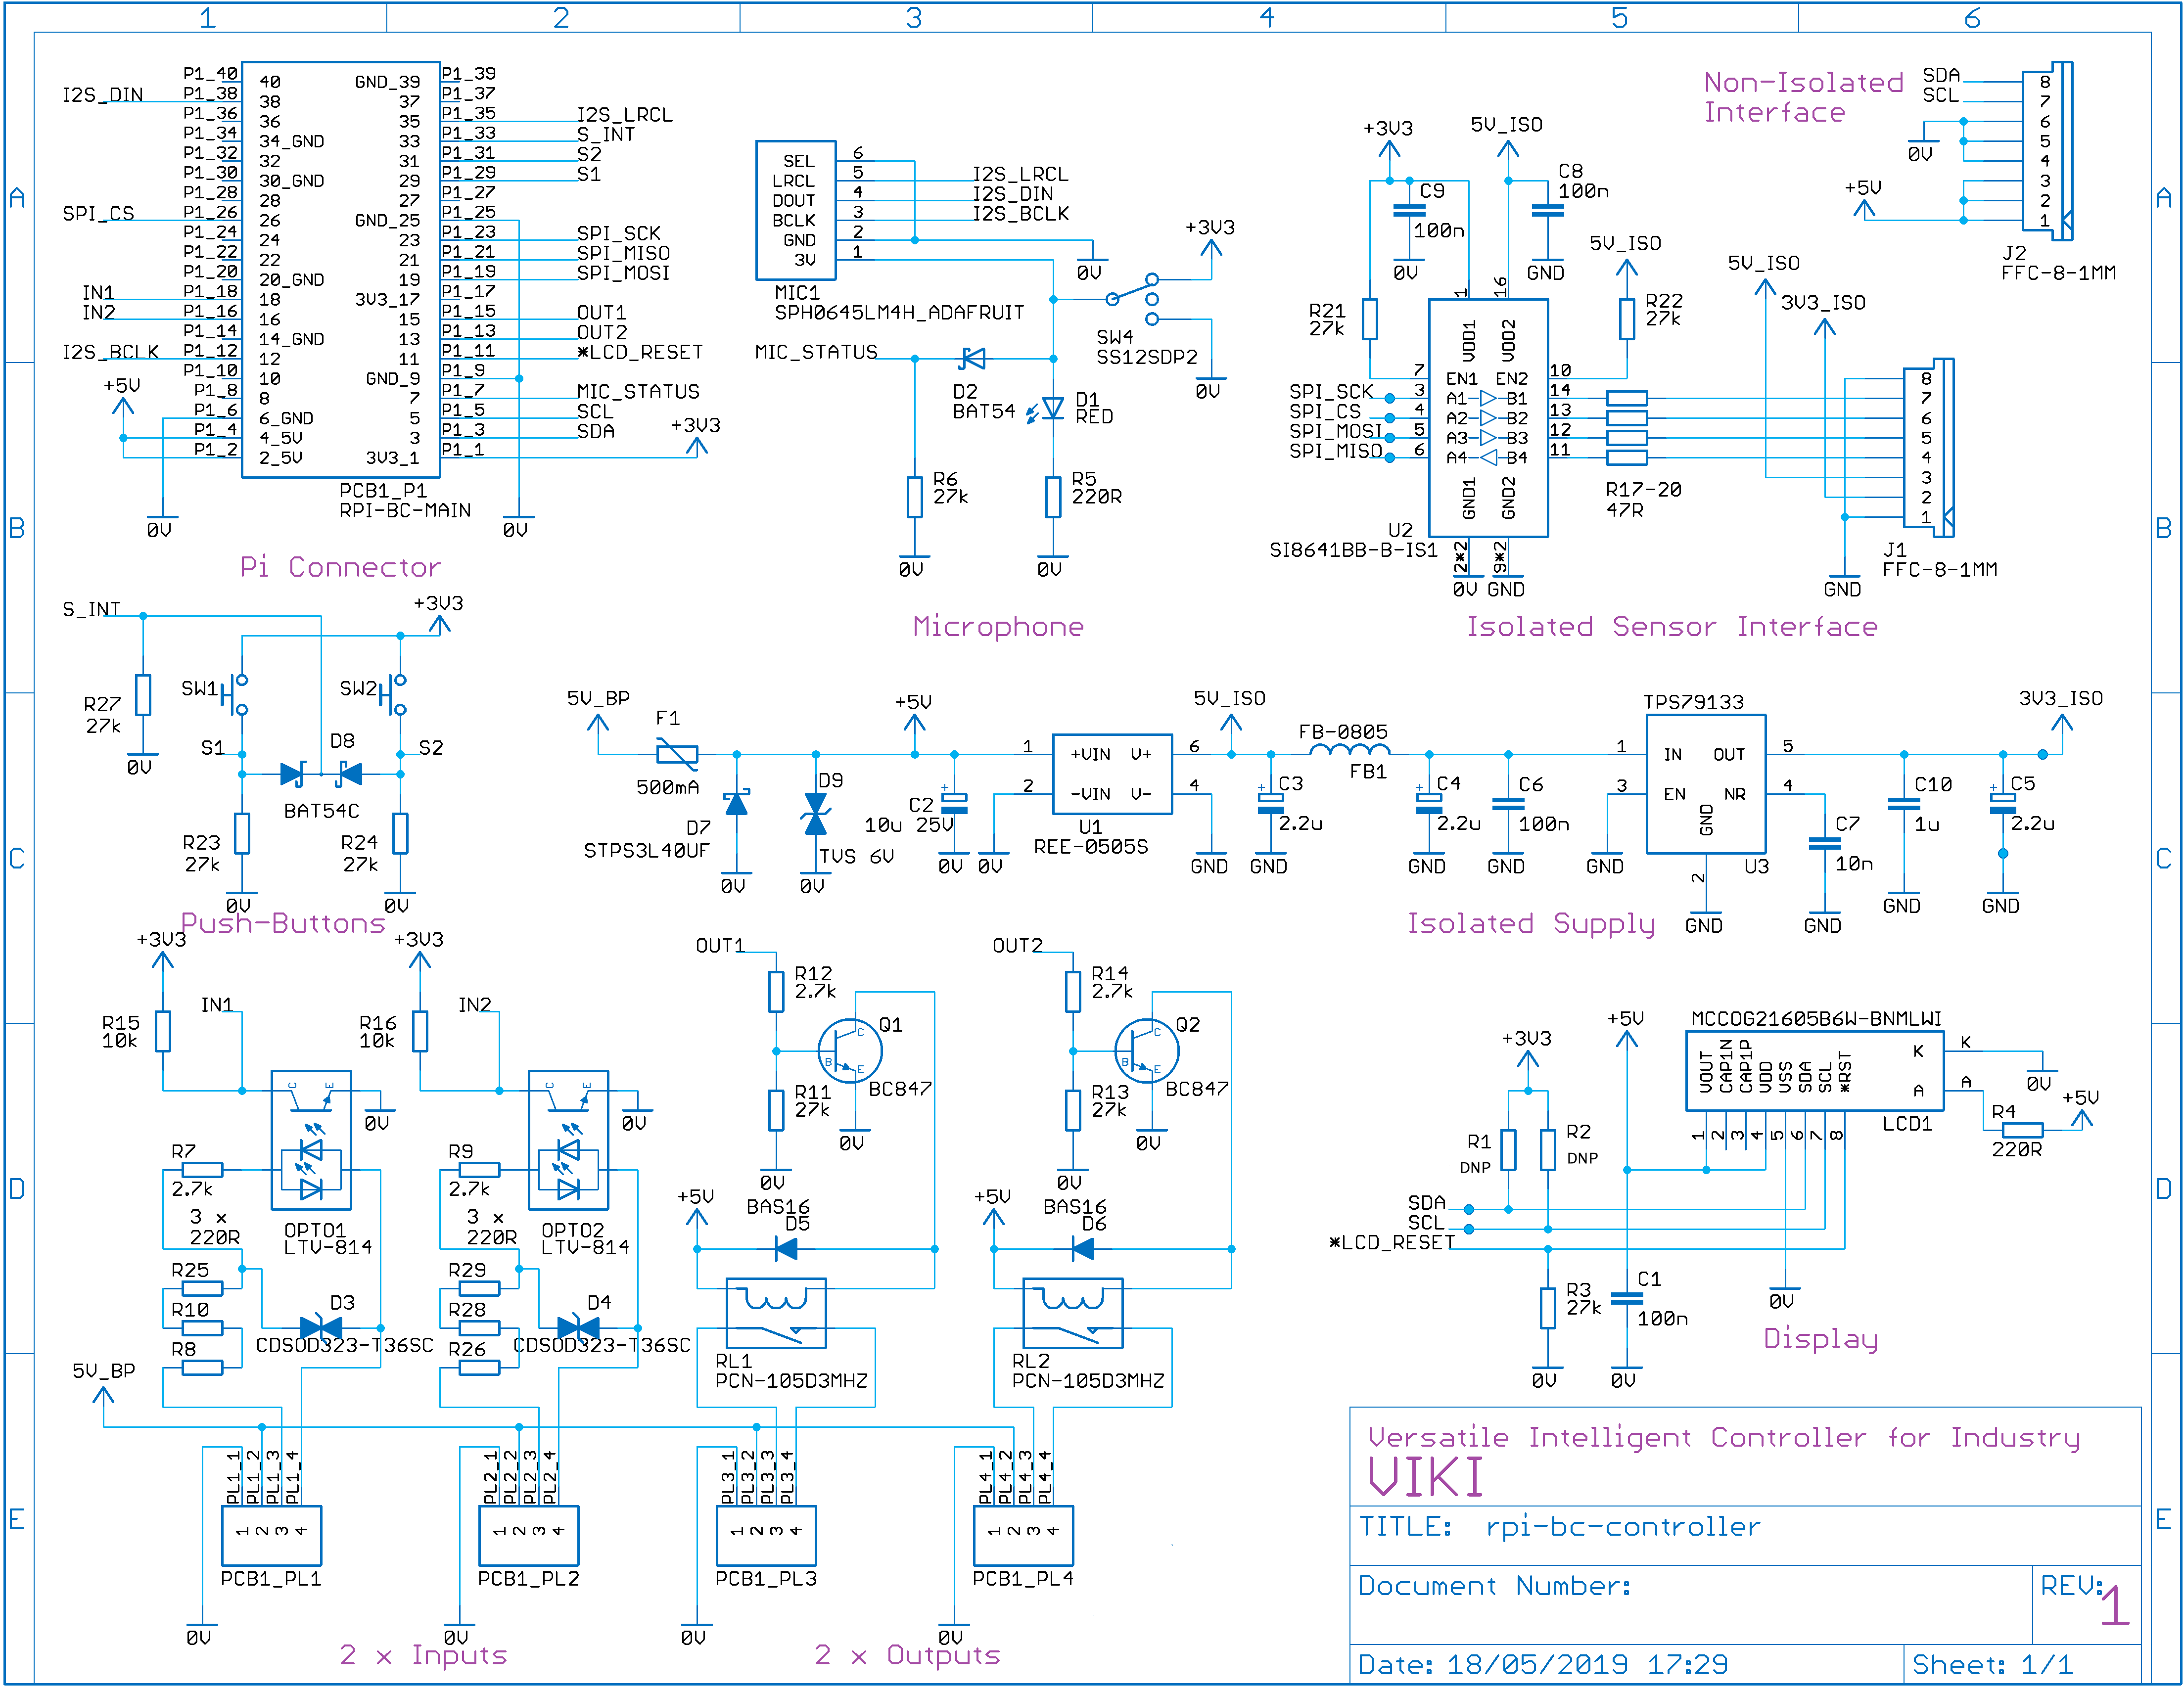 1 2 3 4 5 6
A
B
C
D
E
A
B
C
D
E
P1_40 40 GND_39 P1_39
I2S_DIN P1_38 38 37 P1_37
P1_36 36 35 P1_35 I2S_LRCL
P1_34 34_GND 33 P1_33 S_INT
P1_32 32 31 P1_31 S2
P1_30 30_GND 29 P1_29 S1
P1_28 28 27 P1_27
SPI_CS P1_26 26 GND_25 P1_25
P1_24 24 23 P1_23 SPI_SCK
P1_22 22 21 P1_21 SPI_MISO
P1_20 20_GND 19 P1_19 SPI_MOSI
IN1 P1_18 18 3V3_17 P1_17
IN2 P1_16 16 15 P1_15 OUT1
P1_14 14_GND 13 P1_13 OUT2
I2S_BCLK P1_12 12 11 P1_11 *LCD_RESET
P1_10 10 GND_9 P1_9
+5V P1_8 8 7 P1_7 MIC_STATUS
P1_6 6_GND 5 P1_5 SCL
P1_4 4_5V 3 P1_3 SDA +3V3
P1_2 2_5V 3V3_1 P1_1
PCB1_P1
RPI-BC-MAIN
0V 0V
Pi Connector
SEL 6
LRCL 5 I2S_LRCL
DOUT 4 I2S_DIN
BCLK 3 I2S_BCLK
GND 2
3V 1
MIC1
SPH0645LM4H_ADAFRUIT
0V
+3V3
SW4
SS12SDP2
0V
MIC_STATUS
D2
BAT54
D1
RED
R6
27k
R5
220R
0V 0V
Microphone
+3V3 5V_ISO
C9
100n
C8
100n
0V GND
5V_ISO
R21
27k
R22
27k
1 16
VDD1 VDD2
7 EN1 EN2 10
SPI_SCK 3 A1 B1 14
SPI_CS 4 A2 B2 13
SPI_MOSI 5 A3 B3 12
SPI_MISO 6 A4 B4 11
GND1 GND2
2*2 9*2
0V GND
U2
SI8641BB-B-IS1
R17-20
47R
5V_ISO
3V3_ISO
8
7
6
5
4
3
2
1
J1
FFC-8-1MM
GND
Isolated Sensor Interface
Non-Isolated
Interface
SDA 8
SCL 7
6
5
4
3
2
1
0V
+5V
J2
FFC-8-1MM
S_INT
+3V3
R27
27k
0V
SW1 SW2
S1 S2
D8
BAT54C
R23
27k
R24
27k
0V 0V
Push-Buttons
5V_BP
F1
500mA
D7
STPS3L40UF
0V
D9
TVS 6V
0V
+5V
C2
10u 25V
+
0V 0V
1 +VIN V+ 6
2 -VIN V- 4
U1
REE-0505S
GND
5V_ISO
C3
2.2u
+
GND
FB-0805
FB1
C4
2.2u
+
GND
C6
100n
GND
TPS79133
1 IN OUT 5
3 EN NR 4
GND
2
U3
GND GND
C7
10n
GND
C10
1u
GND
C5
2.2u
+
GND
3V3_ISO
Isolated Supply
+3V3
R15
10k
IN1
C E
0V
R7
2.7k
3 x
220R
OPTO1
LTV-814
R25
R10
R8
D3
CDSOD323-T36SC
+3V3
R16
10k
IN2
C E
0V
R9
2.7k
3 x
220R
OPTO2
LTV-814
R29
R28
R26
D4
CDSOD323-T36SC
5V_BP
PL1_1 PL1_2 PL1_3 PL1_4
1 2 3 4
PCB1_PL1
0V
PL2_1 PL2_2 PL2_3 PL2_4
1 2 3 4
PCB1_PL2
0V
2 x Inputs
OUT1
R12
2.7k
Q1
C
B
E
BC847
R11
27k
0V 0V
+5V
BAS16
D5
RL1
PCN-105D3MHZ
OUT2
R14
2.7k
Q2
C
B
E
BC847
R13
27k
0V 0V
+5V
BAS16
D6
RL2
PCN-105D3MHZ
PL3_1 PL3_2 PL3_3 PL3_4
1 2 3 4
PCB1_PL3
0V
PL4_1 PL4_2 PL4_3 PL4_4
1 2 3 4
PCB1_PL4
0V
2 x Outputs
MCCOG21605B6W-BNMLWI
+5V
+3V3
VOUT CAP1N CAP1P VDD VSS SDA SCL *RST
1 2 3 4 5 6 7 8
K K
A A
LCD1
0V
+5V
R4
220R
R1
DNP
R2
DNP
SDA
SCL
*LCD_RESET
R3
27k
C1
100n
0V
0V 0V
Display
Versatile Intelligent Controller for Industry
VIKI
TITLE: rpi-bc-controller
Document Number:
REV:
1
Date: 18/05/2019 17:29
Sheet: 1/1